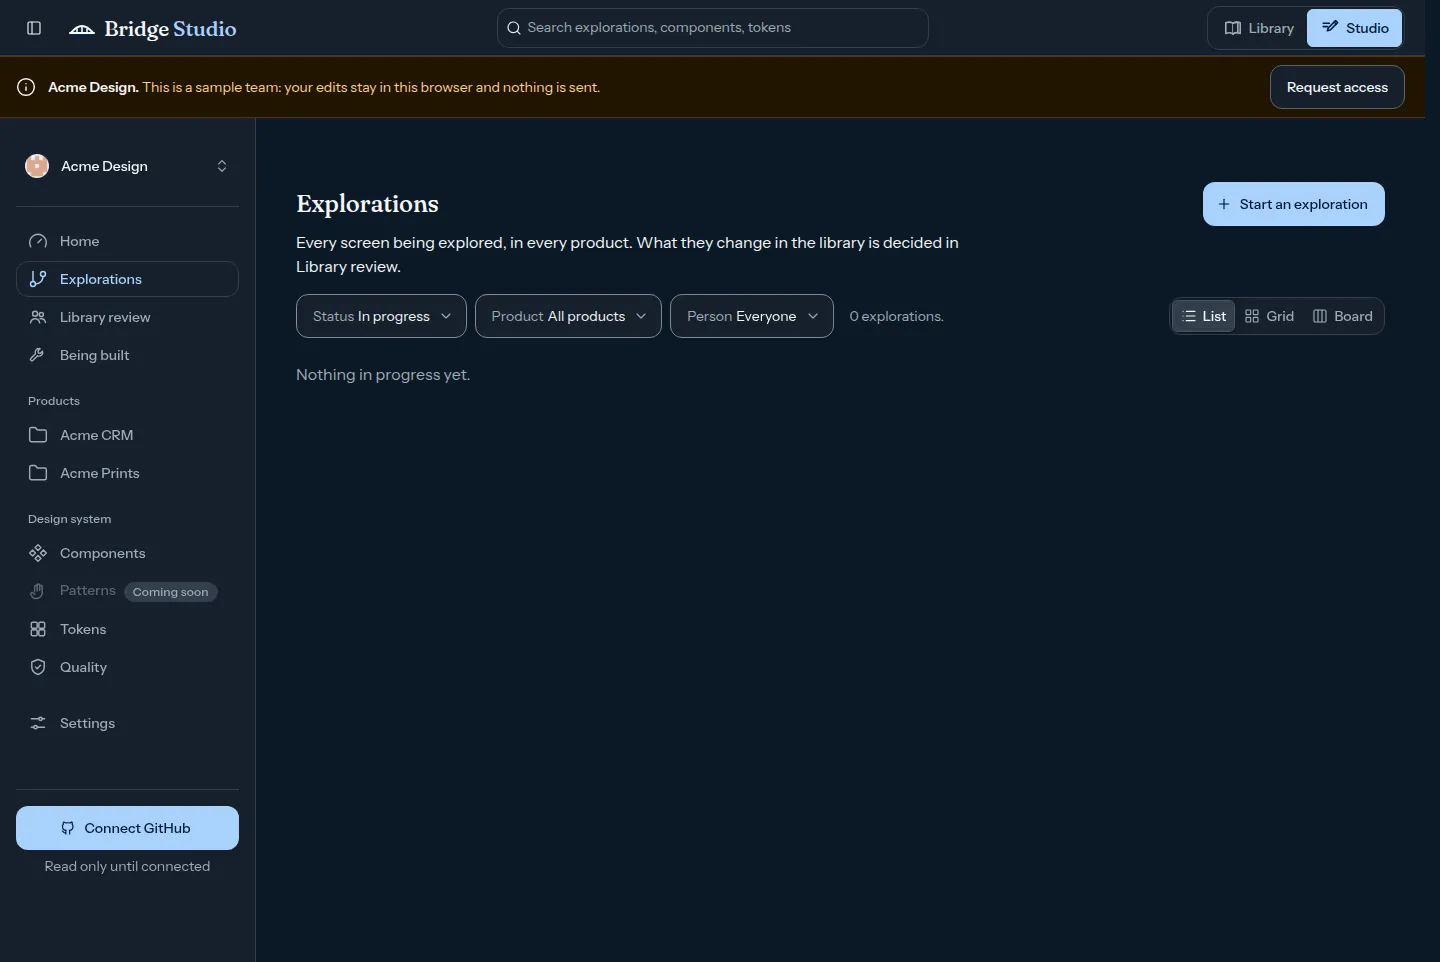 Bridge Studio
Search explorations, components, tokens
Library
Studio
Acme Design. This is a sample team: your edits stay in this browser and nothing is sent.
Request access
Acme Design
Home
Explorations
Library review
Being built
Products
Acme CRM
Acme Prints
Design system
Components
Patterns Coming soon
Tokens
Quality
Settings
Connect GitHub
Read only until connected
Explorations
Start an exploration
Every screen being explored, in every product. What they change in the library is decided in
Library review.
Status In progress
Product All products
Person Everyone
0 explorations.
List
Grid
Board
Nothing in progress yet.